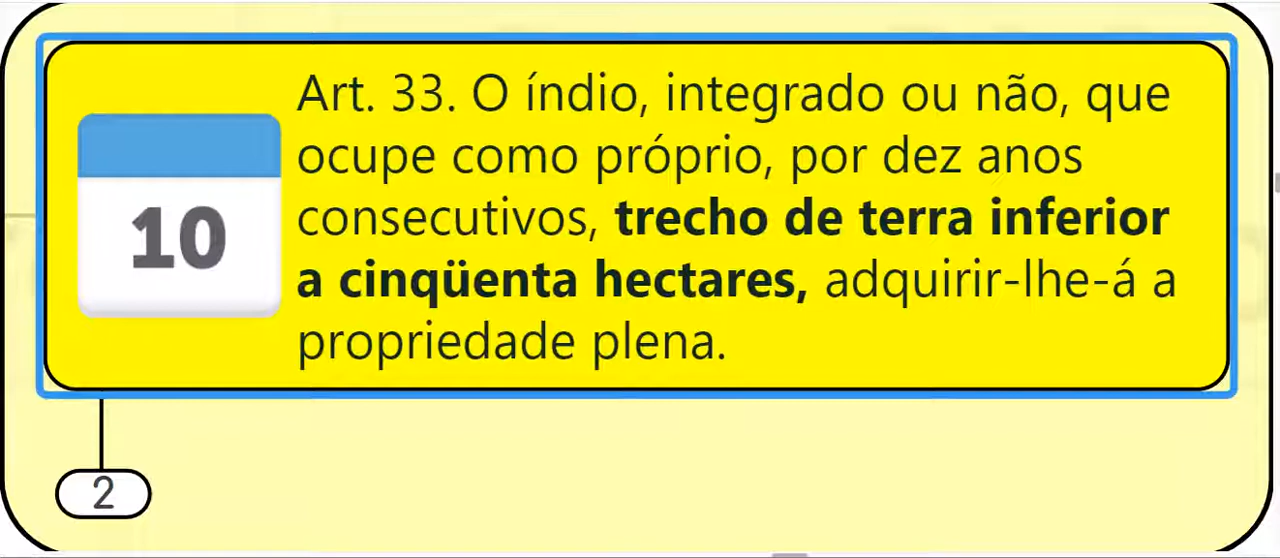 10
Art. 33. O índio, integrado ou não, que
ocupe como próprio, por dez anos
consecutivos, trecho de terra inferior
a cinqüenta hectares, adquirir-lhe-á a
propriedade plena.
2